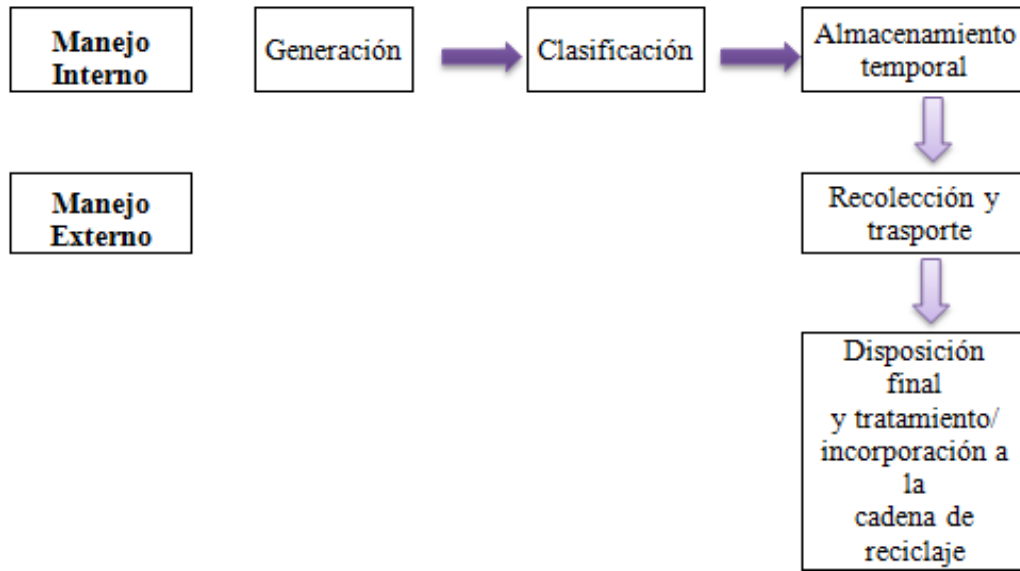 Manejo
Interno
Generación
Clasificación
Almacenamiento
temporal
Manejo
Externo
Recolección y
trasporte
Disposición
final
y tratamiento/
incorporación a
la
cadena de
reciclaje